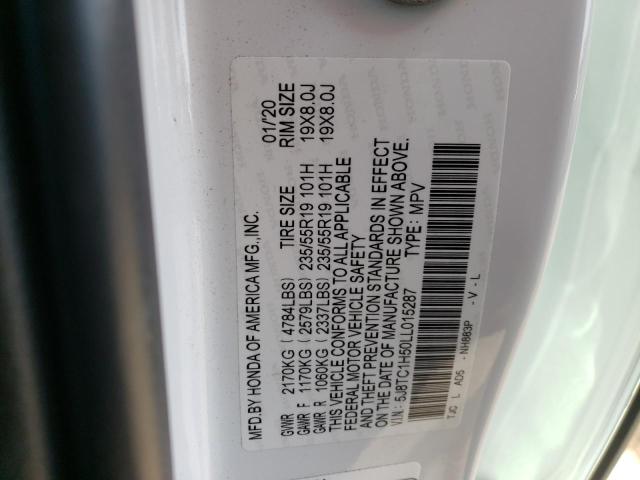 MFD.BY HONDA OF AMERICA MFG.,INC. 01/'20
TIRE SIZE RIM SIZE
GVWR 2170KG (4784LBS)
GAWR F 1170KG (2579LBS) 235/55R19 101H 19X8.0J
GAWR R 1060KG (2337LBS) 235/55R19 101H 19X8.0J
THIS VEHICLE CONFORMS TO ALL APPLICABLE
FEDERAL MOTOR VEHICLE SAFETY
AND THEFT PREVENTION STANDARDS IN EFFECT
ON THE DATE OF MANUFACTURE SHOWN ABOVE.
V.I.N.: 5J8TC1H50LL015287 TYPE: MPV
TJC L AD5 - NH883P - V - L